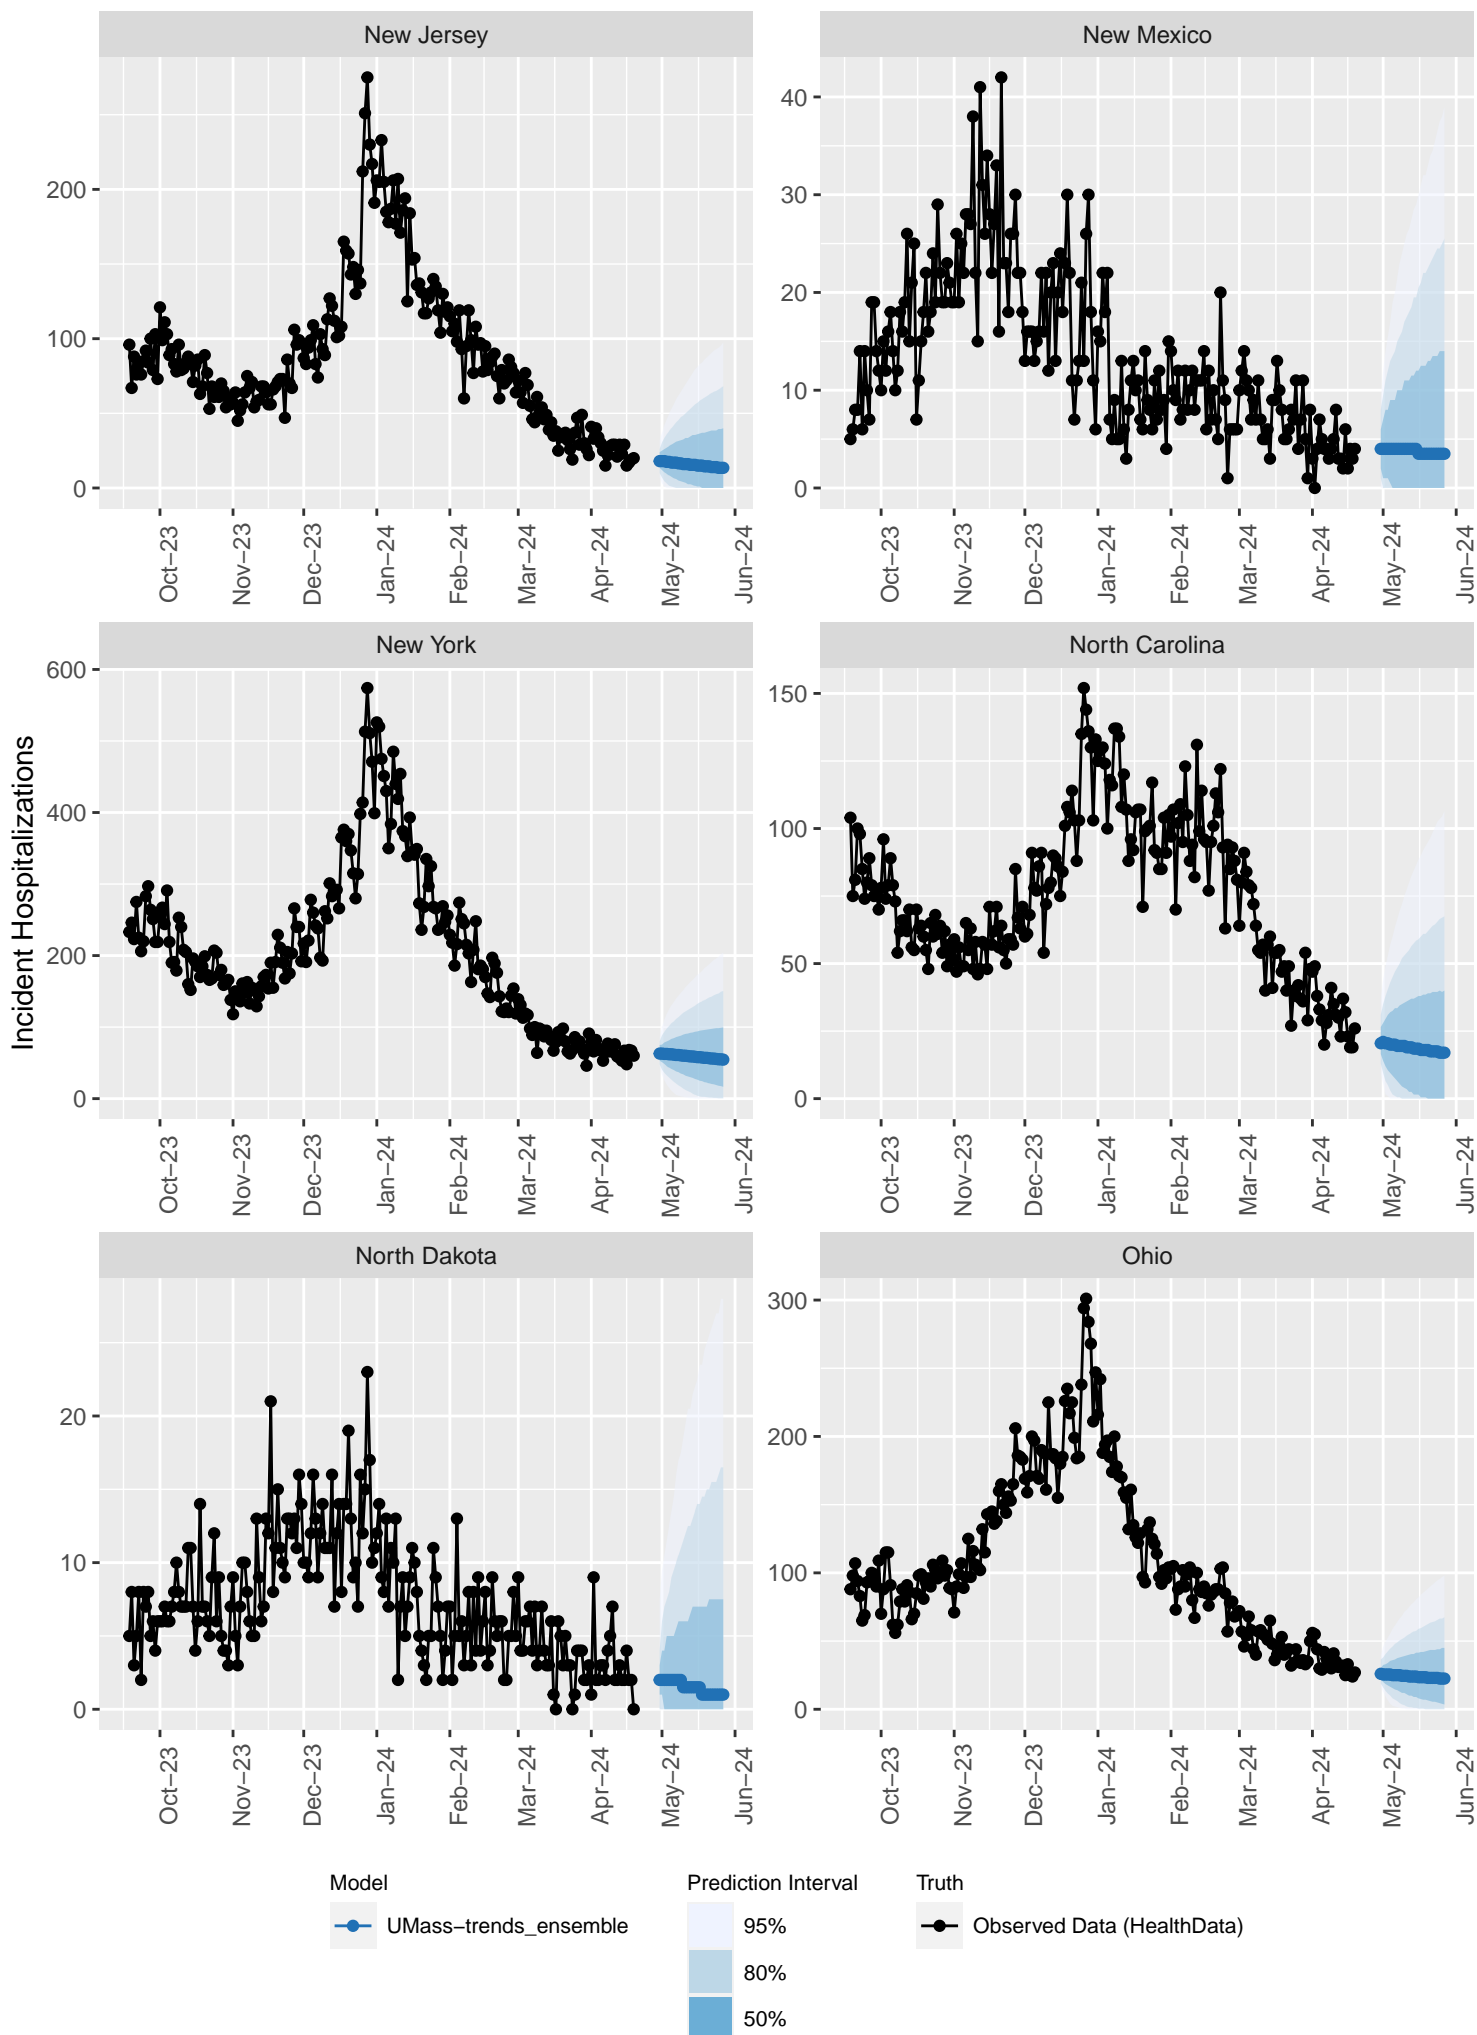 New Jersey
New Mexico
200
100
0
40
30
20
10
0
Oct−23
Nov−23
Dec−23
Jan−24
Feb−24
Mar−24
Apr−24
May−24
Jun−24
Oct−23
Nov−23
Dec−23
Jan−24
Feb−24
Mar−24
Apr−24
May−24
Jun−24
Incident Hospitalizations
New York
North Carolina
600
400
200
0
150
100
50
0
Oct−23
Nov−23
Dec−23
Jan−24
Feb−24
Mar−24
Apr−24
May−24
Jun−24
Oct−23
Nov−23
Dec−23
Jan−24
Feb−24
Mar−24
Apr−24
May−24
Jun−24
North Dakota
Ohio
20
10
0
300
200
100
0
Oct−23
Nov−23
Dec−23
Jan−24
Feb−24
Mar−24
Apr−24
May−24
Jun−24
Oct−23
Nov−23
Dec−23
Jan−24
Feb−24
Mar−24
Apr−24
May−24
Jun−24
Model
UMass−trends_ensemble
Prediction Interval
95%
80%
50%
Truth
Observed Data (HealthData)